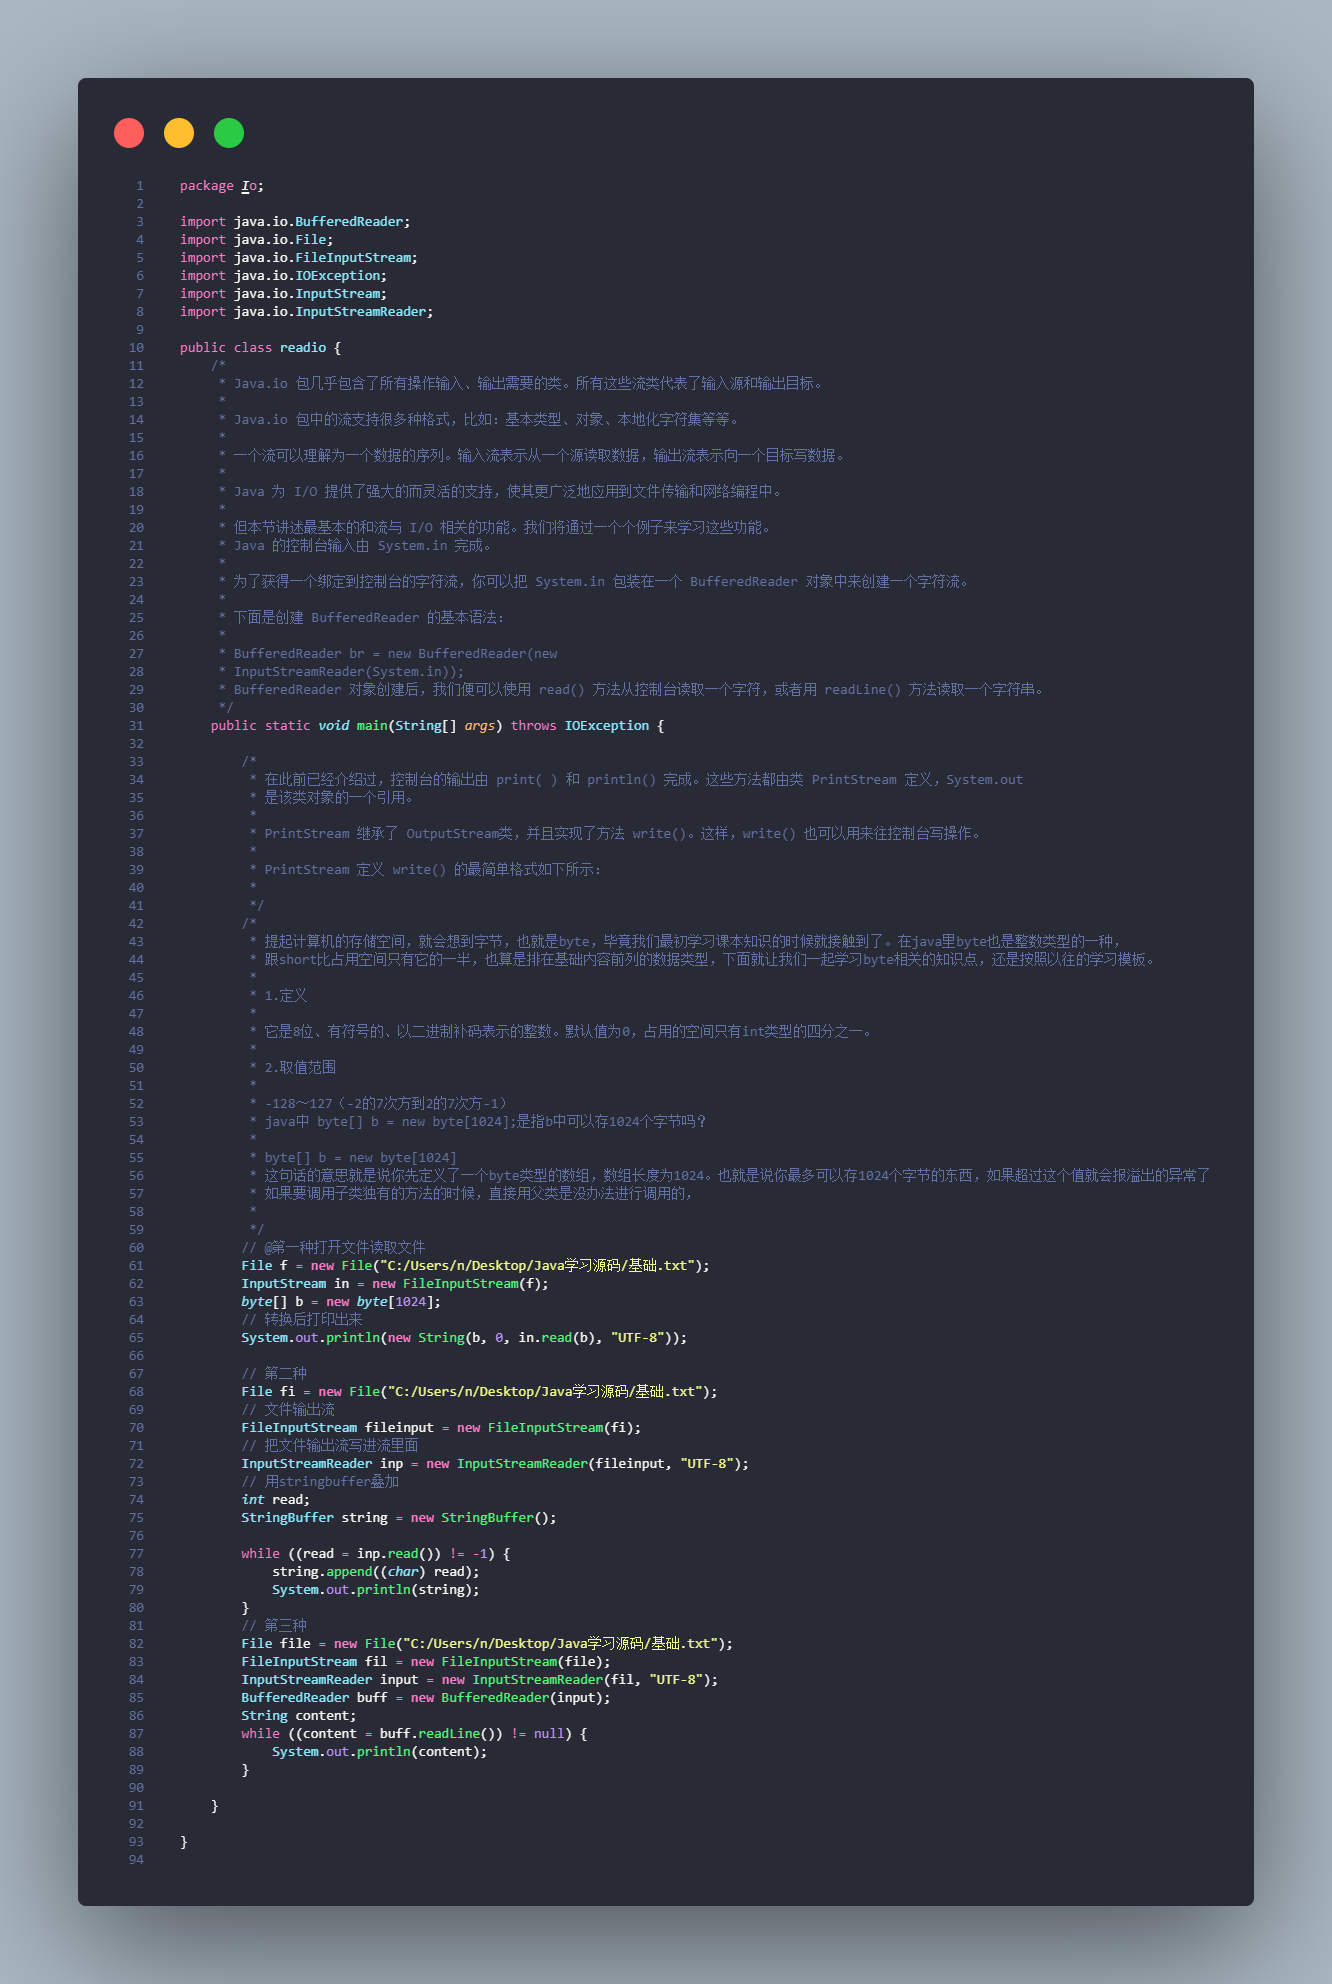 1 package Io;
2
3 import java.io.BufferedReader;
4 import java.io.File;
5 import java.io.FileInputStream;
6 import java.io.IOException;
7 import java.io.InputStream;
8 import java.io.InputStreamReader;
9
10 public class readio {
11     /*
12      * Java.io 包几乎包含了所有操作输入、输出需要的类。所有这些流类代表了输入源和输出目标。
13      *
14      * Java.io 包中的流支持很多种格式，比如：基本类型、对象、本地化字符集等等。
15      *
16      * 一个流可以理解为一个数据的序列。输入流表示从一个源读取数据，输出流表示向一个目标写数据。
17      *
18      * Java 为 I/O 提供了强大的而灵活的支持，使其更广泛地应用到文件传输和网络编程中。
19      *
20      * 但本节讲述最基本的和流与 I/O 相关的功能。我们将通过一个个例子来学习这些功能。
21      * Java 的控制台输入由 System.in 完成。
22      *
23      * 为了获得一个绑定到控制台的字符流，你可以把 System.in 包装在一个 BufferedReader 对象中来创建一个字符流。
24      *
25      * 下面是创建 BufferedReader 的基本语法：
26      *
27      * BufferedReader br = new BufferedReader(new
28      * InputStreamReader(System.in));
29      * BufferedReader 对象创建后，我们便可以使用 read() 方法从控制台读取一个字符，或者用 readLine() 方法读取一个字符串。
30      */
31     public static void main(String[] args) throws IOException {
32
33         /*
34          * 在此前已经介绍过，控制台的输出由 print( ) 和 println() 完成。这些方法都由类 PrintStream 定义，System.out
35          * 是该类对象的一个引用。
36          *
37          * PrintStream 继承了 OutputStream类，并且实现了方法 write()。这样，write() 也可以用来往控制台写操作。
38          *
39          * PrintStream 定义 write() 的最简单格式如下所示：
40          *
41          */
42         /*
43          * 提起计算机的存储空间，就会想到字节，也就是byte，毕竟我们最初学习课本知识的时候就接触到了。在java里byte也是整数类型的一种，
44          * 跟short比占用空间只有它的一半，也算是排在基础内容前列的数据类型，下面就让我们一起学习byte相关的知识点，还是按照以往的学习模板。
45          *
46          * 1.定义
47          *
48          * 它是8位、有符号的、以二进制补码表示的整数。默认值为0，占用的空间只有int类型的四分之一。
49          *
50          * 2.取值范围
51          *
52          * -128～127（-2的7次方到2的7次方-1）
53          * java中 byte[] b = new byte[1024];是指b中可以存1024个字节吗？
54          *
55          * byte[] b = new byte[1024]
56          * 这句话的意思就是说你先定义了一个byte类型的数组，数组长度为1024。也就是说你最多可以存1024个字节的东西，如果超过这个值就会报溢出的异常了
57          * 如果要调用子类独有的方法的时候，直接用父类是没办法进行调用的，
58          *
59          */
60         // @第一种打开文件读取文件
61         File f = new File("C:/Users/n/Desktop/Java学习源码/基础.txt");
62         InputStream in = new FileInputStream(f);
63         byte[] b = new byte[1024];
64         // 转换后打印出来
65         System.out.println(new String(b, 0, in.read(b), "UTF-8"));
66
67         // 第二种
68         File fi = new File("C:/Users/n/Desktop/Java学习源码/基础.txt");
69         // 文件输出流
70         FileInputStream fileinput = new FileInputStream(fi);
71         // 把文件输出流写进流里面
72         InputStreamReader inp = new InputStreamReader(fileinput, "UTF-8");
73         // 用stringbuffer叠加
74         int read;
75         StringBuffer string = new StringBuffer();
76
77         while ((read = inp.read()) != -1) {
78             string.append((char) read);
79             System.out.println(string);
80         }
81         // 第三种
82         File file = new File("C:/Users/n/Desktop/Java学习源码/基础.txt");
83         FileInputStream fil = new FileInputStream(file);
84         InputStreamReader input = new InputStreamReader(fil, "UTF-8");
85         BufferedReader buff = new BufferedReader(input);
86         String content;
87         while ((content = buff.readLine()) != null) {
88             System.out.println(content);
89         }
90
91     }
92
93 }
94